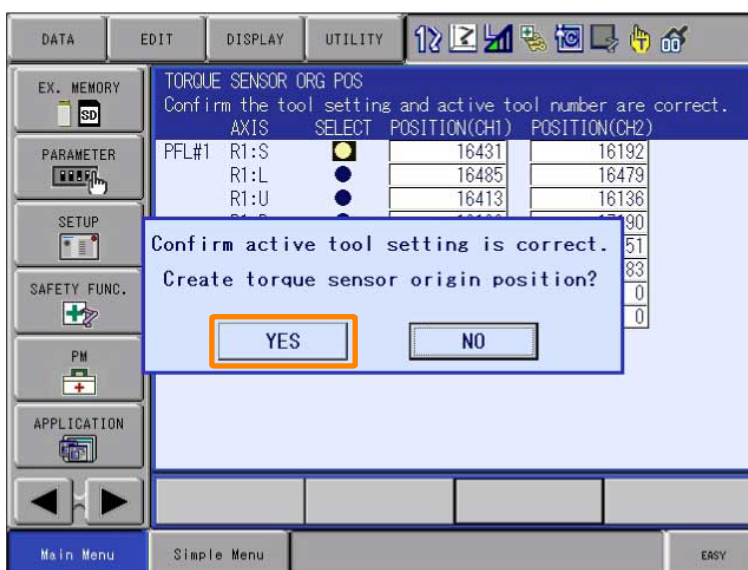 DATA EDIT DISPLAY UTILITY
EX. MEMORY
SD
PARAMETER
SETUP
SAFETY FUNC.
PM
APPLICATION
TORQUE SENSOR ORG POS
Confirm the tool setting and active tool number are correct.
AXIS SELECT POSITION(CH1) POSITION(CH2)
PFL#1 R1:S 16431 16192
R1:L 16485 16479
R1:U 16413 16136
90
51
83
0
0
Confirm active tool setting is correct.
Create torque sensor origin position?
YES NO
Main Menu Simple Menu EASY